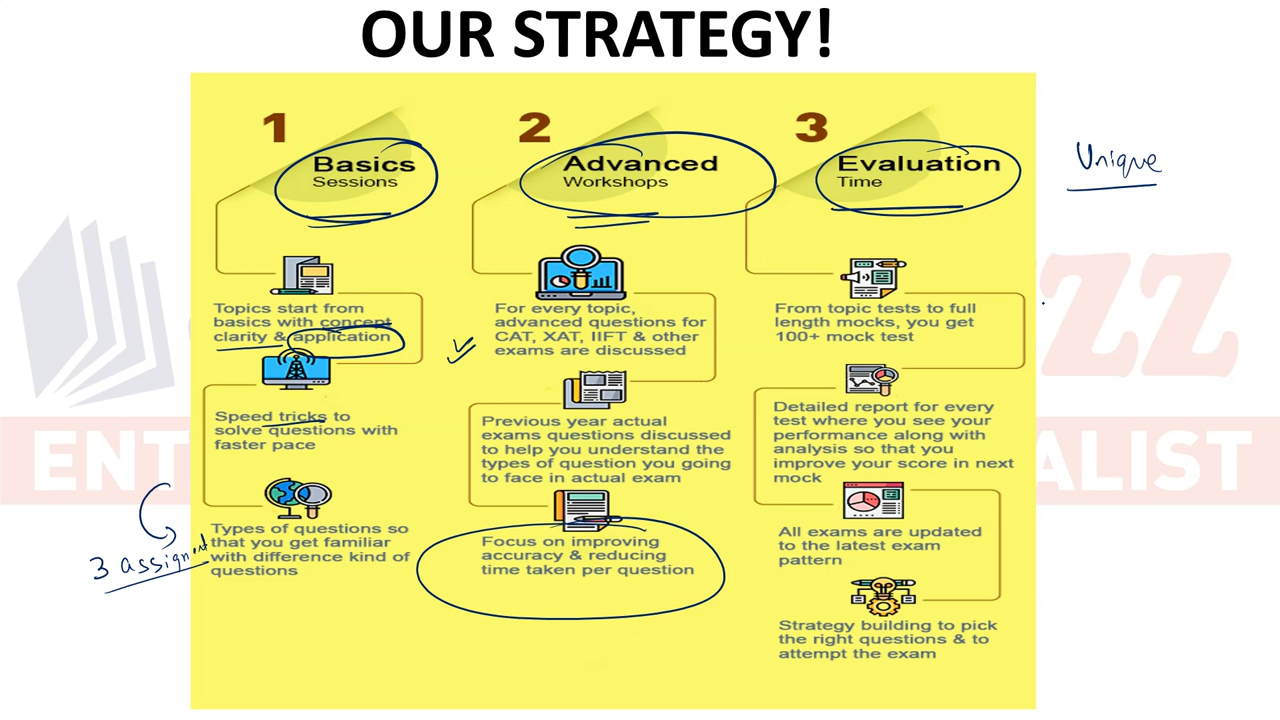 OUR STRATEGY!
1
Basics
Sessions
Topics start from
basics with concept
clarity & application
Speed tricks to
solve questions with
faster pace
Types of questions so
that you get familiar
with difference kind of
questions
3 assignment
2
Advanced
Workshops
For every topic,
advanced questions for
CAT, XAT, IIFT & other
exams are discussed
Previous year actual
exams questions discussed
to help you understand the
types of question you going
to face in actual exam
Focus on improving
accuracy & reducing
time taken per question
3
Evaluation
Time
From topic tests to full
length mocks, you get
100+ mock test
Detailed report for every
test where you see your
performance along with
analysis so that you
improve your score in next
mock
All exams are updated
to the latest exam
pattern
Strategy building to pick
the right questions & to
attempt the exam
Unique
ZZ
ENT
ALIST